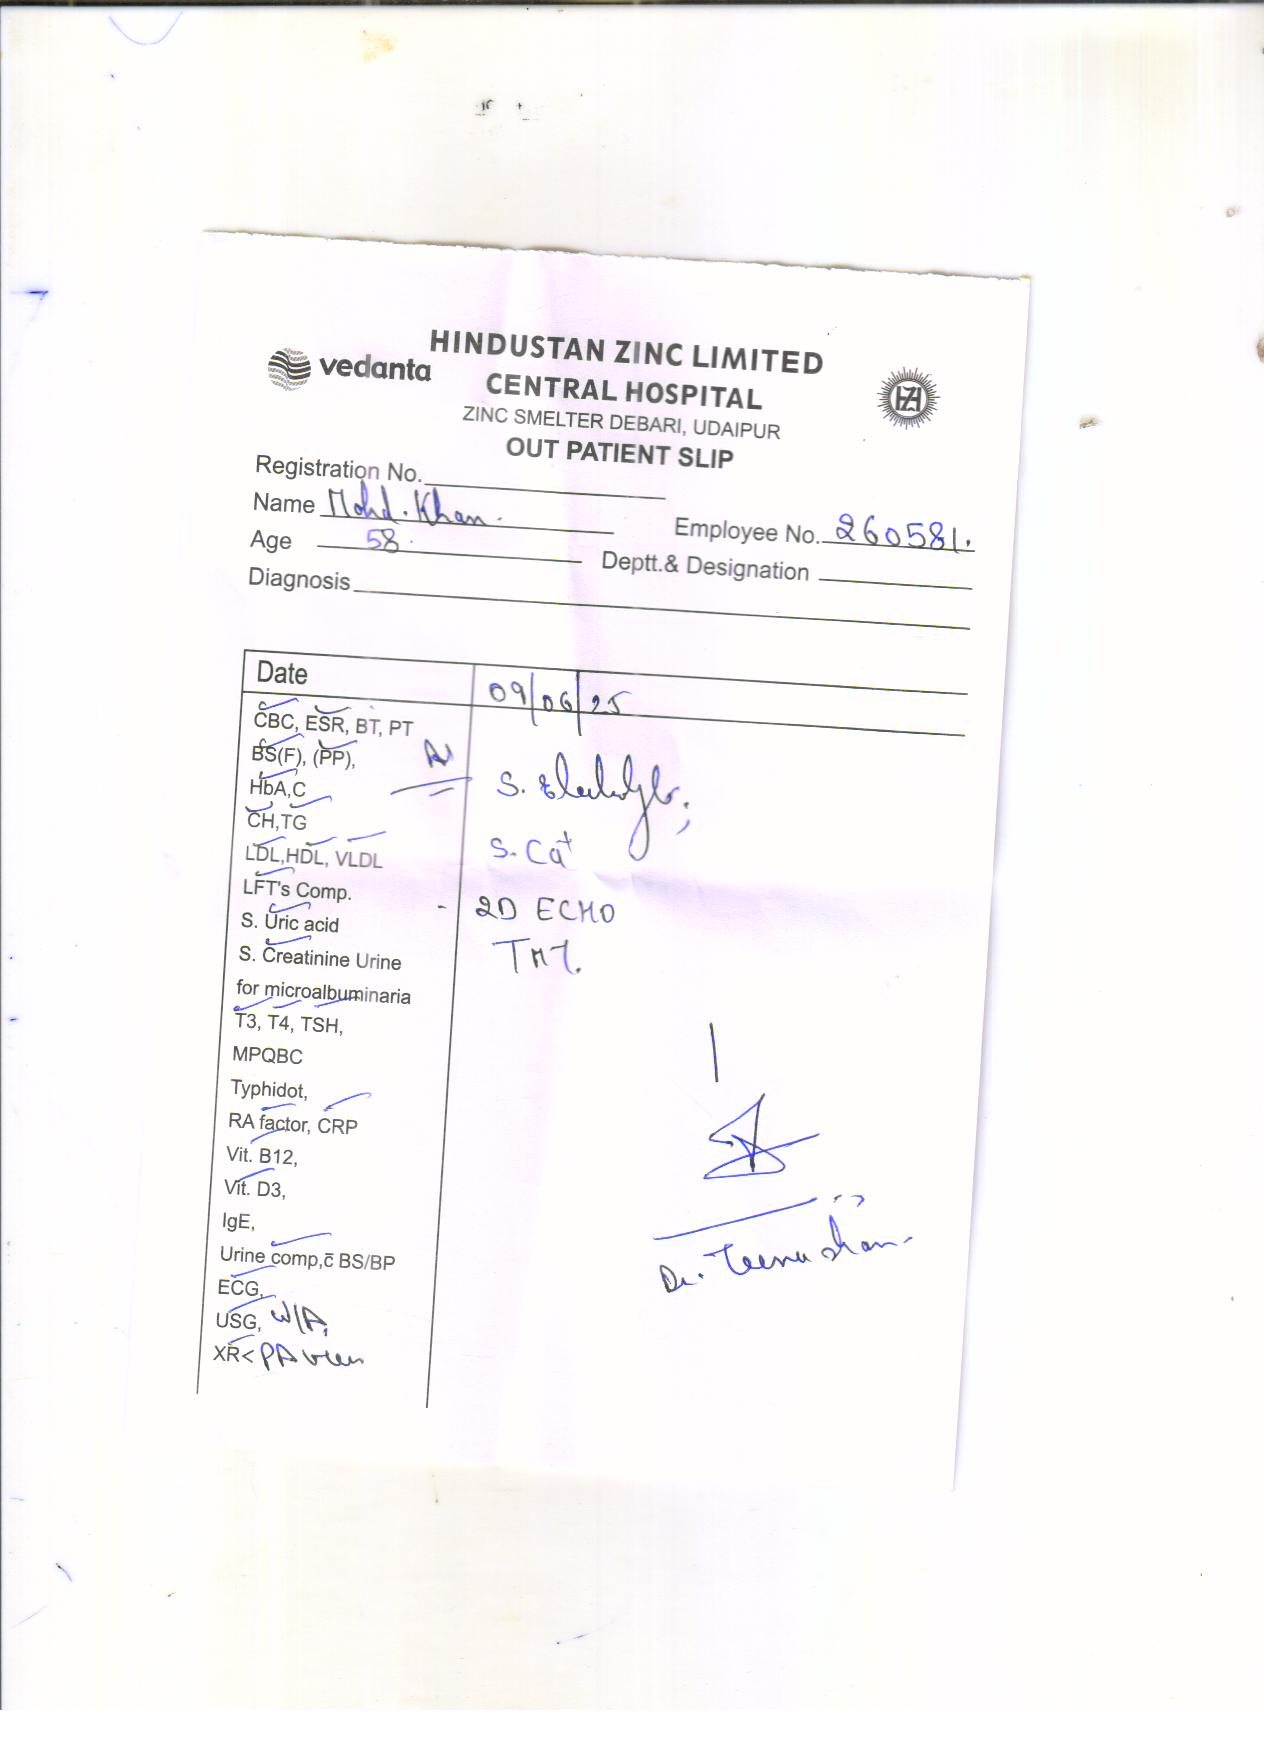 vedanta
HINDUSTAN ZINC LIMITED
CENTRAL HOSPITAL
ZINC SMELTER DEBARI, UDAIPUR
OUT PATIENT SLIP
Registration No.
Name Mohd. Khan. Employee No. 260581.
Age 58. Deptt.& Designation
Diagnosis
Date 09/06/25
CBC, ESR, BT, PT
BS(F), (PP),
HbA,C
CH,TG
LDL,HDL, VLDL
LFT's Comp.
S. Uric acid
S. Creatinine Urine
for microalbuminaria
T3, T4, TSH,
MPQBC
Typhidot,
RA factor, CRP
Vit. B12,
Vit. D3,
IgE,
Urine comp,c̄ BS/BP
ECG,
USG, W/A,
XR< PA view
S.
S. Ca+
2D ECHO
TMT.
Dr.